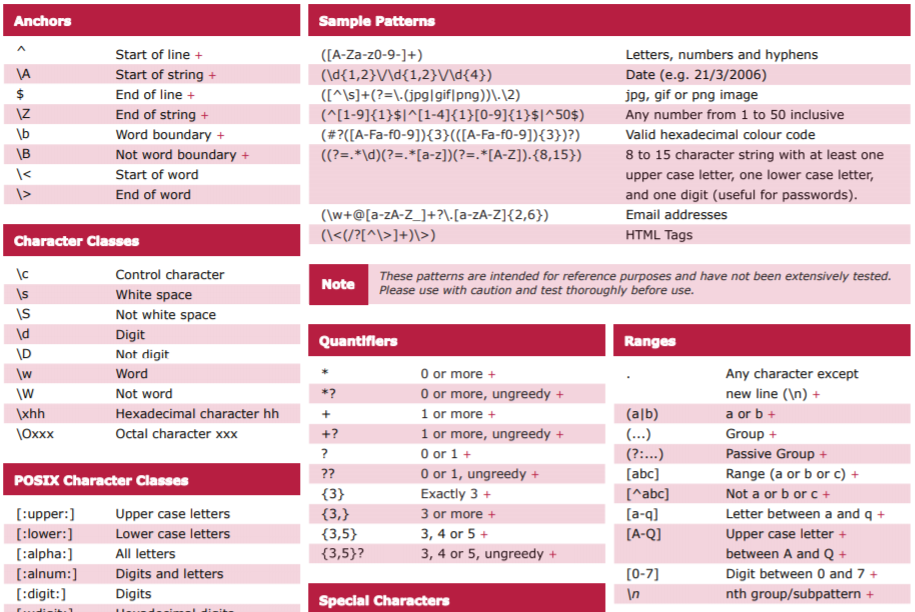 Anchors
^ Start of line +
\A Start of string +
$ End of line +
\Z End of string +
\b Word boundary +
\B Not word boundary +
\< Start of word
\> End of word
Character Classes
\c Control character
\s White space
\S Not white space
\d Digit
\D Not digit
\w Word
\W Not word
\xhh Hexadecimal character hh
\Oxxx Octal character xxx
POSIX Character Classes
[:upper:] Upper case letters
[:lower:] Lower case letters
[:alpha:] All letters
[:alnum:] Digits and letters
[:digit:] Digits
Sample Patterns
([A-Za-z0-9-]+) Letters, numbers and hyphens
(\d{1,2}\/\d{1,2}\/\d{4}) Date (e.g. 21/3/2006)
([^\s]+(?=\.(jpg|gif|png))\.\2) jpg, gif or png image
(^[1-9]{1}$|^[1-4]{1}[0-9]{1}$|^50$) Any number from 1 to 50 inclusive
(#?([A-Fa-f0-9]){3}(([A-Fa-f0-9]){3})?) Valid hexadecimal colour code
((?=.*\d)(?=.*[a-z])(?=.*[A-Z]).{8,15}) 8 to 15 character string with at least one
upper case letter, one lower case letter,
and one digit (useful for passwords).
(\w+@[a-zA-Z_]+?\.[a-zA-Z]{2,6}) Email addresses
(\<(/?[^\>]+)\>) HTML Tags
Note
These patterns are intended for reference purposes and have not been extensively tested.
Please use with caution and test thoroughly before use.
Quantifiers
* 0 or more +
*? 0 or more, ungreedy +
+ 1 or more +
+? 1 or more, ungreedy +
? 0 or 1 +
?? 0 or 1, ungreedy +
{3} Exactly 3 +
{3,} 3 or more +
{3,5} 3, 4 or 5 +
{3,5}? 3, 4 or 5, ungreedy +
Special Characters
Ranges
. Any character except
new line (\n) +
(a|b) a or b +
(...) Group +
(?:...) Passive Group +
[abc] Range (a or b or c) +
[^abc] Not a or b or c +
[a-q] Letter between a and q +
[A-Q] Upper case letter +
between A and Q +
[0-7] Digit between 0 and 7 +
\n nth group/subpattern +